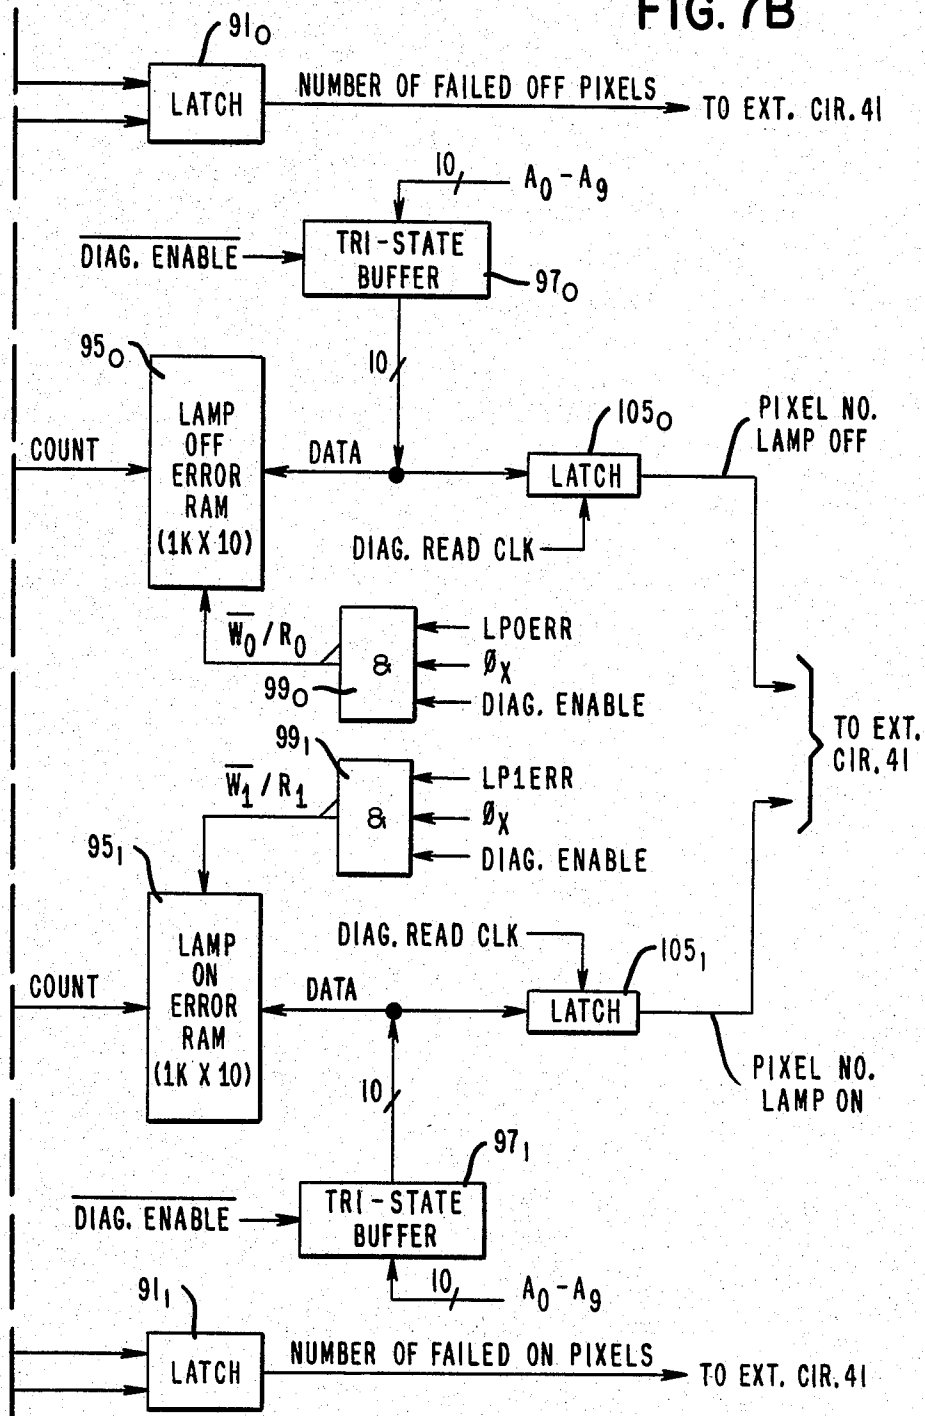 FIG. 7B
91₀
LATCH
NUMBER OF FAILED OFF PIXELS
TO EXT. CIR. 41
10
A₀-A₉
DIAG. ENABLE
TRI-STATE
BUFFER
97₀
95₀
10
LAMP
OFF
ERROR
RAM
(1K X 10)
COUNT
DATA
105₀
LATCH
PIXEL NO.
LAMP OFF
DIAG. READ CLK
W₀/R₀
99₀
&
LP0ERR
ØX
DIAG. ENABLE
TO EXT.
CIR. 41
99₁
W₁/R₁
&
LP1ERR
ØX
DIAG. ENABLE
95₁
LAMP
ON
ERROR
RAM
(1K X 10)
COUNT
DATA
DIAG. READ CLK
105₁
LATCH
PIXEL NO.
LAMP ON
10
97₁
DIAG. ENABLE
TRI-STATE
BUFFER
10
A₀-A₉
91₁
LATCH
NUMBER OF FAILED ON PIXELS
TO EXT. CIR. 41